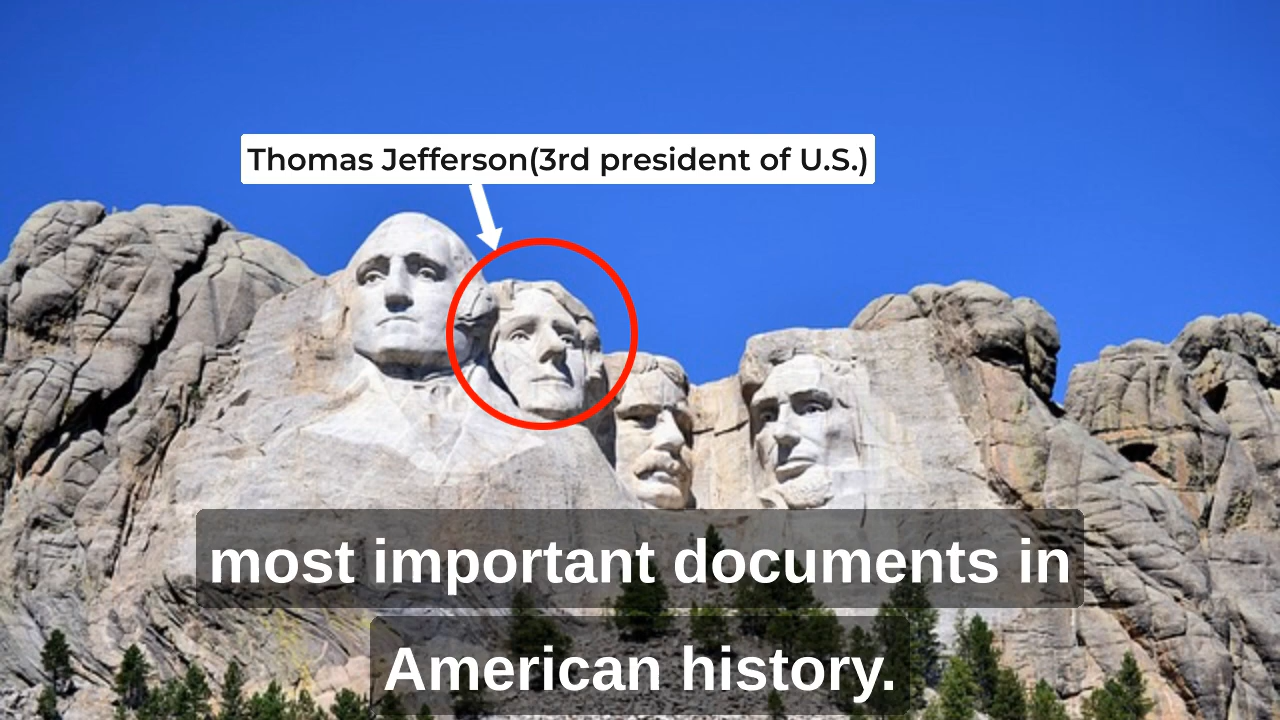 Thomas Jefferson(3rd president of U.S.)
most important documents in
American history.